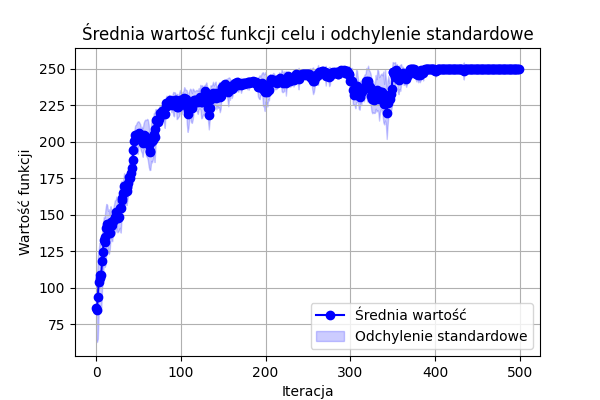 Średnia wartość funkcji celu i odchylenie standardowe
Wartość funkcji
250
225
200
175
150
125
100
75
0 100 200 300 400 500
Iteracja
Średnia wartość
Odchylenie standardowe